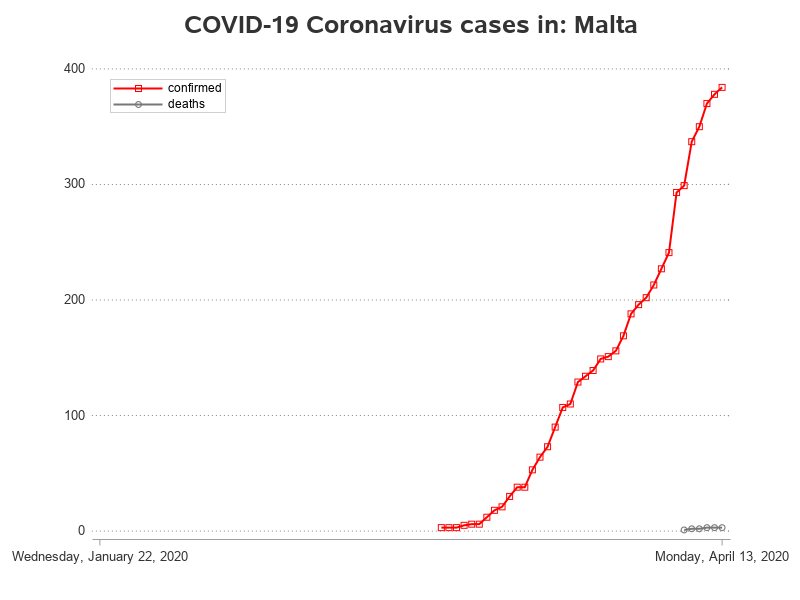 COVID-19 Coronavirus cases in: Malta
400
confirmed
deaths
300
200
100
0
Wednesday, January 22, 2020
Monday, April 13, 2020